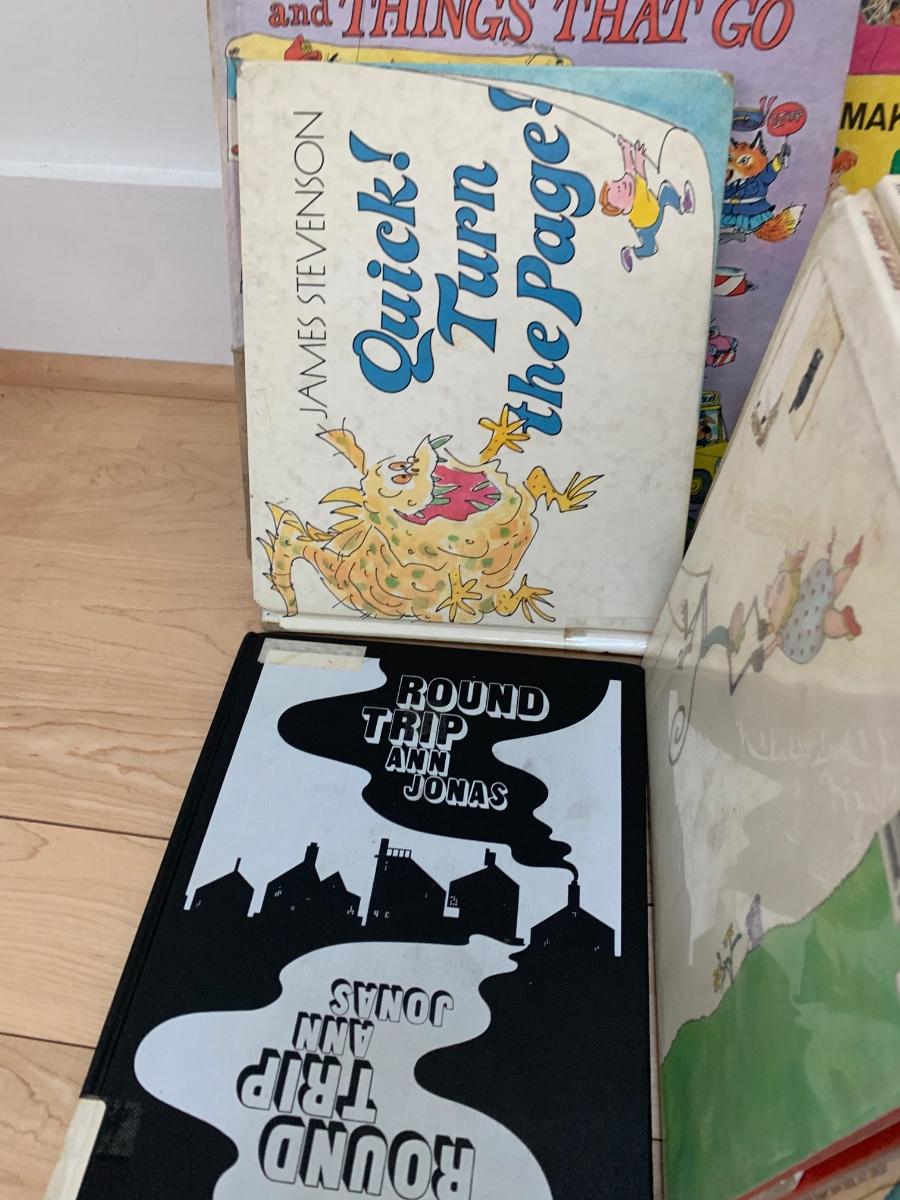 and THINGS THAT GO
JAMES STEVENSON
Quick!
Turn
the Page!
STOP
MAK
ROUND
TRIP
ANN
JONAS
ROUND
TRIP
ANN
JONAS